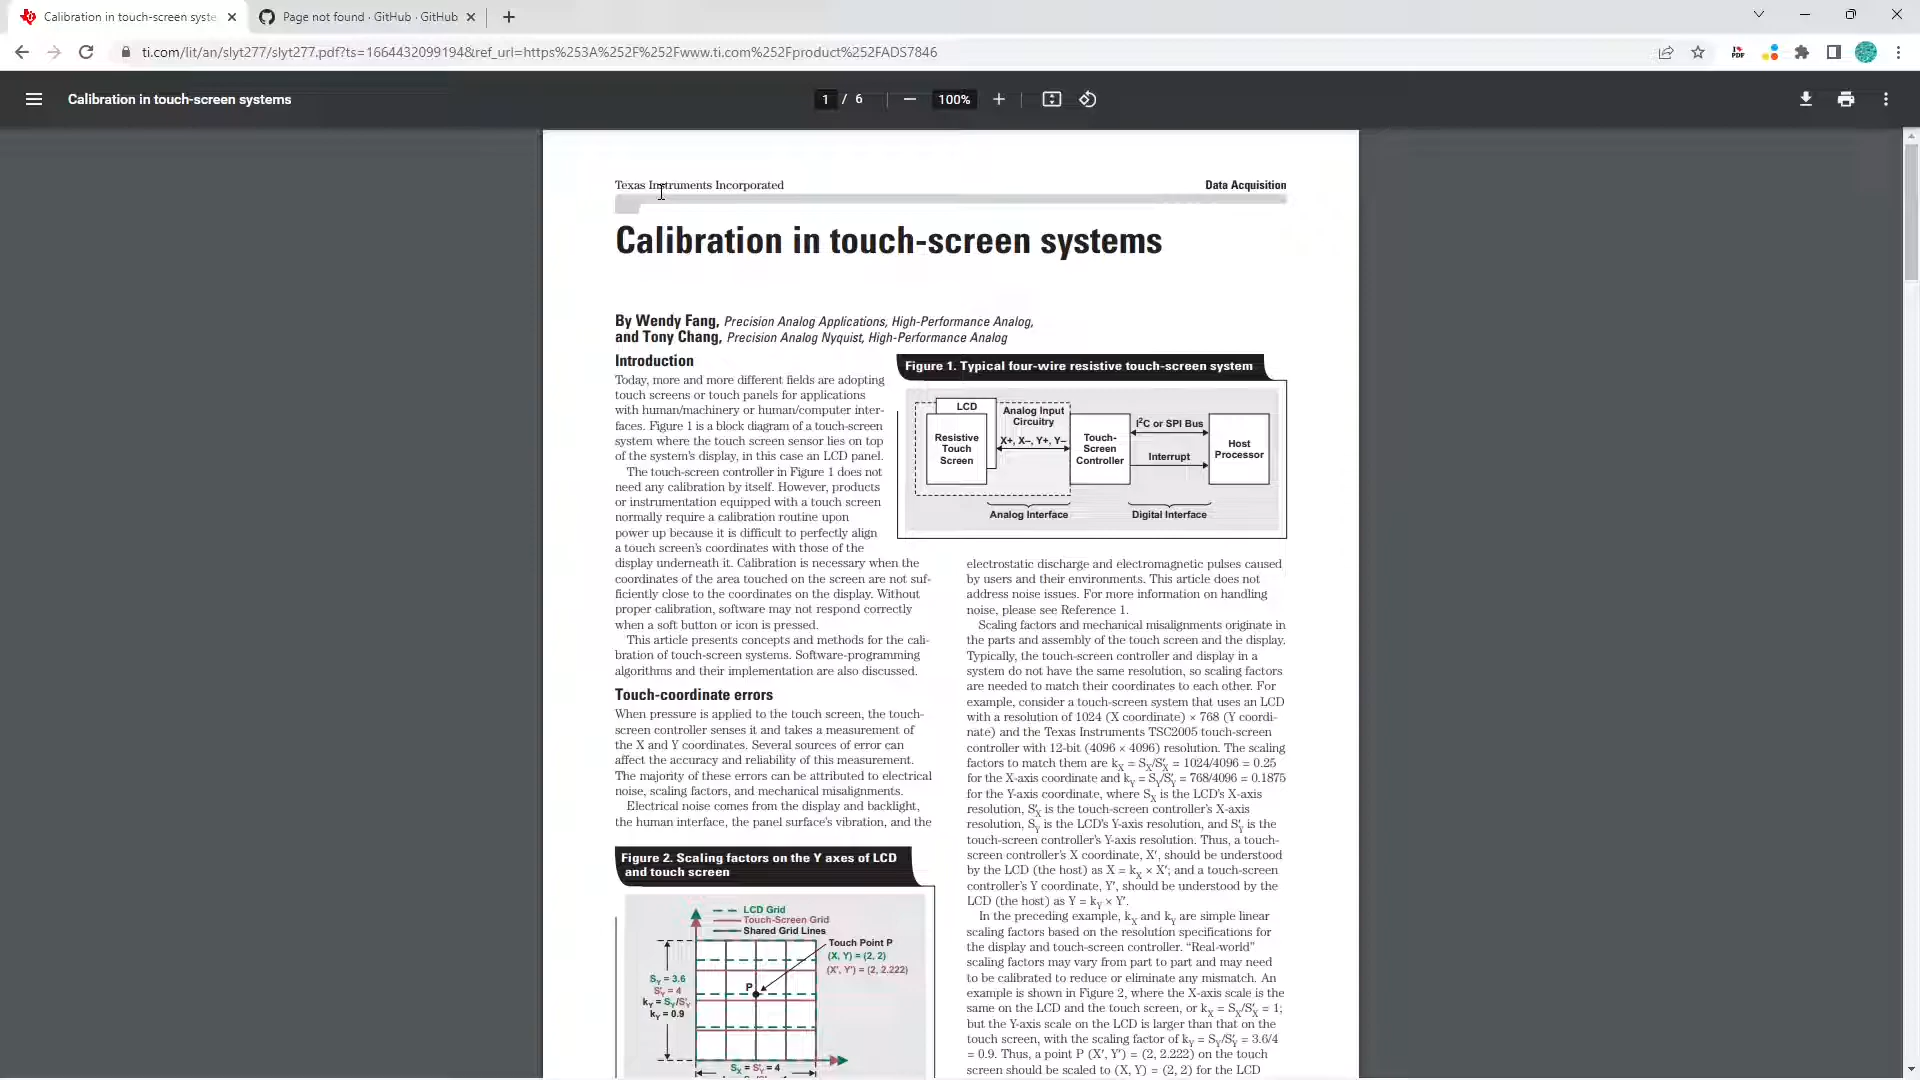 Calibration in touch-screen syste
Page not found · GitHub · GitHub
ti.com/lit/an/slyt277/slyt277.pdf?ts=1664432099194&ref_url=https%253A%252F%252Fwww.ti.com%252Fproduct%252FADS7846
Calibration in touch-screen systems
1 / 6
100%
Texas Instruments Incorporated
Data Acquisition
Calibration in touch-screen systems
By Wendy Fang, Precision Analog Applications, High-Performance Analog,
and Tony Chang, Precision Analog Nyquist, High-Performance Analog
Introduction
Today, more and more different fields are adopting
touch screens or touch panels for applications
with human/machinery or human/computer inter-
faces. Figure 1 is a block diagram of a touch-screen
system where the touch screen sensor lies on top
of the system's display, in this case an LCD panel.
The touch-screen controller in Figure 1 does not
need any calibration by itself. However, products
or instrumentation equipped with a touch screen
normally require a calibration routine upon
power up because it is difficult to perfectly align
a touch screen's coordinates with those of the
display underneath it. Calibration is necessary when the
coordinates of the area touched on the screen are not suf-
ficiently close to the coordinates on the display. Without
proper calibration, software may not respond correctly
when a soft button or icon is pressed.
This article presents concepts and methods for the cali-
bration of touch-screen systems. Software-programming
algorithms and their implementation are also discussed.
Touch-coordinate errors
When pressure is applied to the touch screen, the touch-
screen controller senses it and takes a measurement of
the X and Y coordinates. Several sources of error can
affect the accuracy and reliability of this measurement.
The majority of these errors can be attributed to electrical
noise, scaling factors, and mechanical misalignments.
Electrical noise comes from the display and backlight,
the human interface, the panel surface's vibration, and the
Figure 2. Scaling factors on the Y axes of LCD
and touch screen
LCD Grid
Touch-Screen Grid
Shared Grid Lines
Touch Point P
(X, Y) = (2, 2)
(X', Y') = (2, 2.222)
P
SY = 3.6
S'Y = 4
kY = SY/S'Y
kY = 0.9
SX = S'X = 4
Figure 1. Typical four-wire resistive touch-screen system
LCD
Resistive
Touch
Screen
Analog Input
Circuitry
X+, X–, Y+, Y–
Touch-
Screen
Controller
I2C or SPI Bus
Interrupt
Host
Processor
Analog Interface
Digital Interface
electrostatic discharge and electromagnetic pulses caused
by users and their environments. This article does not
address noise issues. For more information on handling
noise, please see Reference 1.
Scaling factors and mechanical misalignments originate in
the parts and assembly of the touch screen and the display.
Typically, the touch-screen controller and display in a
system do not have the same resolution, so scaling factors
are needed to match their coordinates to each other. For
example, consider a touch-screen system that uses an LCD
with a resolution of 1024 (X coordinate) × 768 (Y coordi-
nate) and the Texas Instruments TSC2005 touch-screen
controller with 12-bit (4096 × 4096) resolution. The scaling
factors to match them are kX = SX/S'X = 1024/4096 = 0.25
for the X-axis coordinate and kY = SY/S'Y = 768/4096 = 0.1875
for the Y-axis coordinate, where SX is the LCD's X-axis
resolution, S'X is the touch-screen controller's X-axis
resolution, SY is the LCD's Y-axis resolution, and S'Y is the
touch-screen controller's Y-axis resolution. Thus, a touch-
screen controller's X coordinate, X', should be understood
by the LCD (the host) as X = kX × X'; and a touch-screen
controller's Y coordinate, Y', should be understood by the
LCD (the host) as Y = kY × Y'.
In the preceding example, kX and kY are simple linear
scaling factors based on the resolution specifications for
the display and touch-screen controller. “Real-world”
scaling factors may vary from part to part and may need
to be calibrated to reduce or eliminate any mismatch. An
example is shown in Figure 2, where the X-axis scale is the
same on the LCD and the touch screen, or kX = SX/S'X = 1;
but the Y-axis scale on the LCD is larger than that on the
touch screen, with the scaling factor of kY = SY/S'Y = 3.6/4
= 0.9. Thus, a point P (X', Y') = (2, 2.222) on the touch
screen should be scaled to (X, Y) = (2, 2) for the LCD